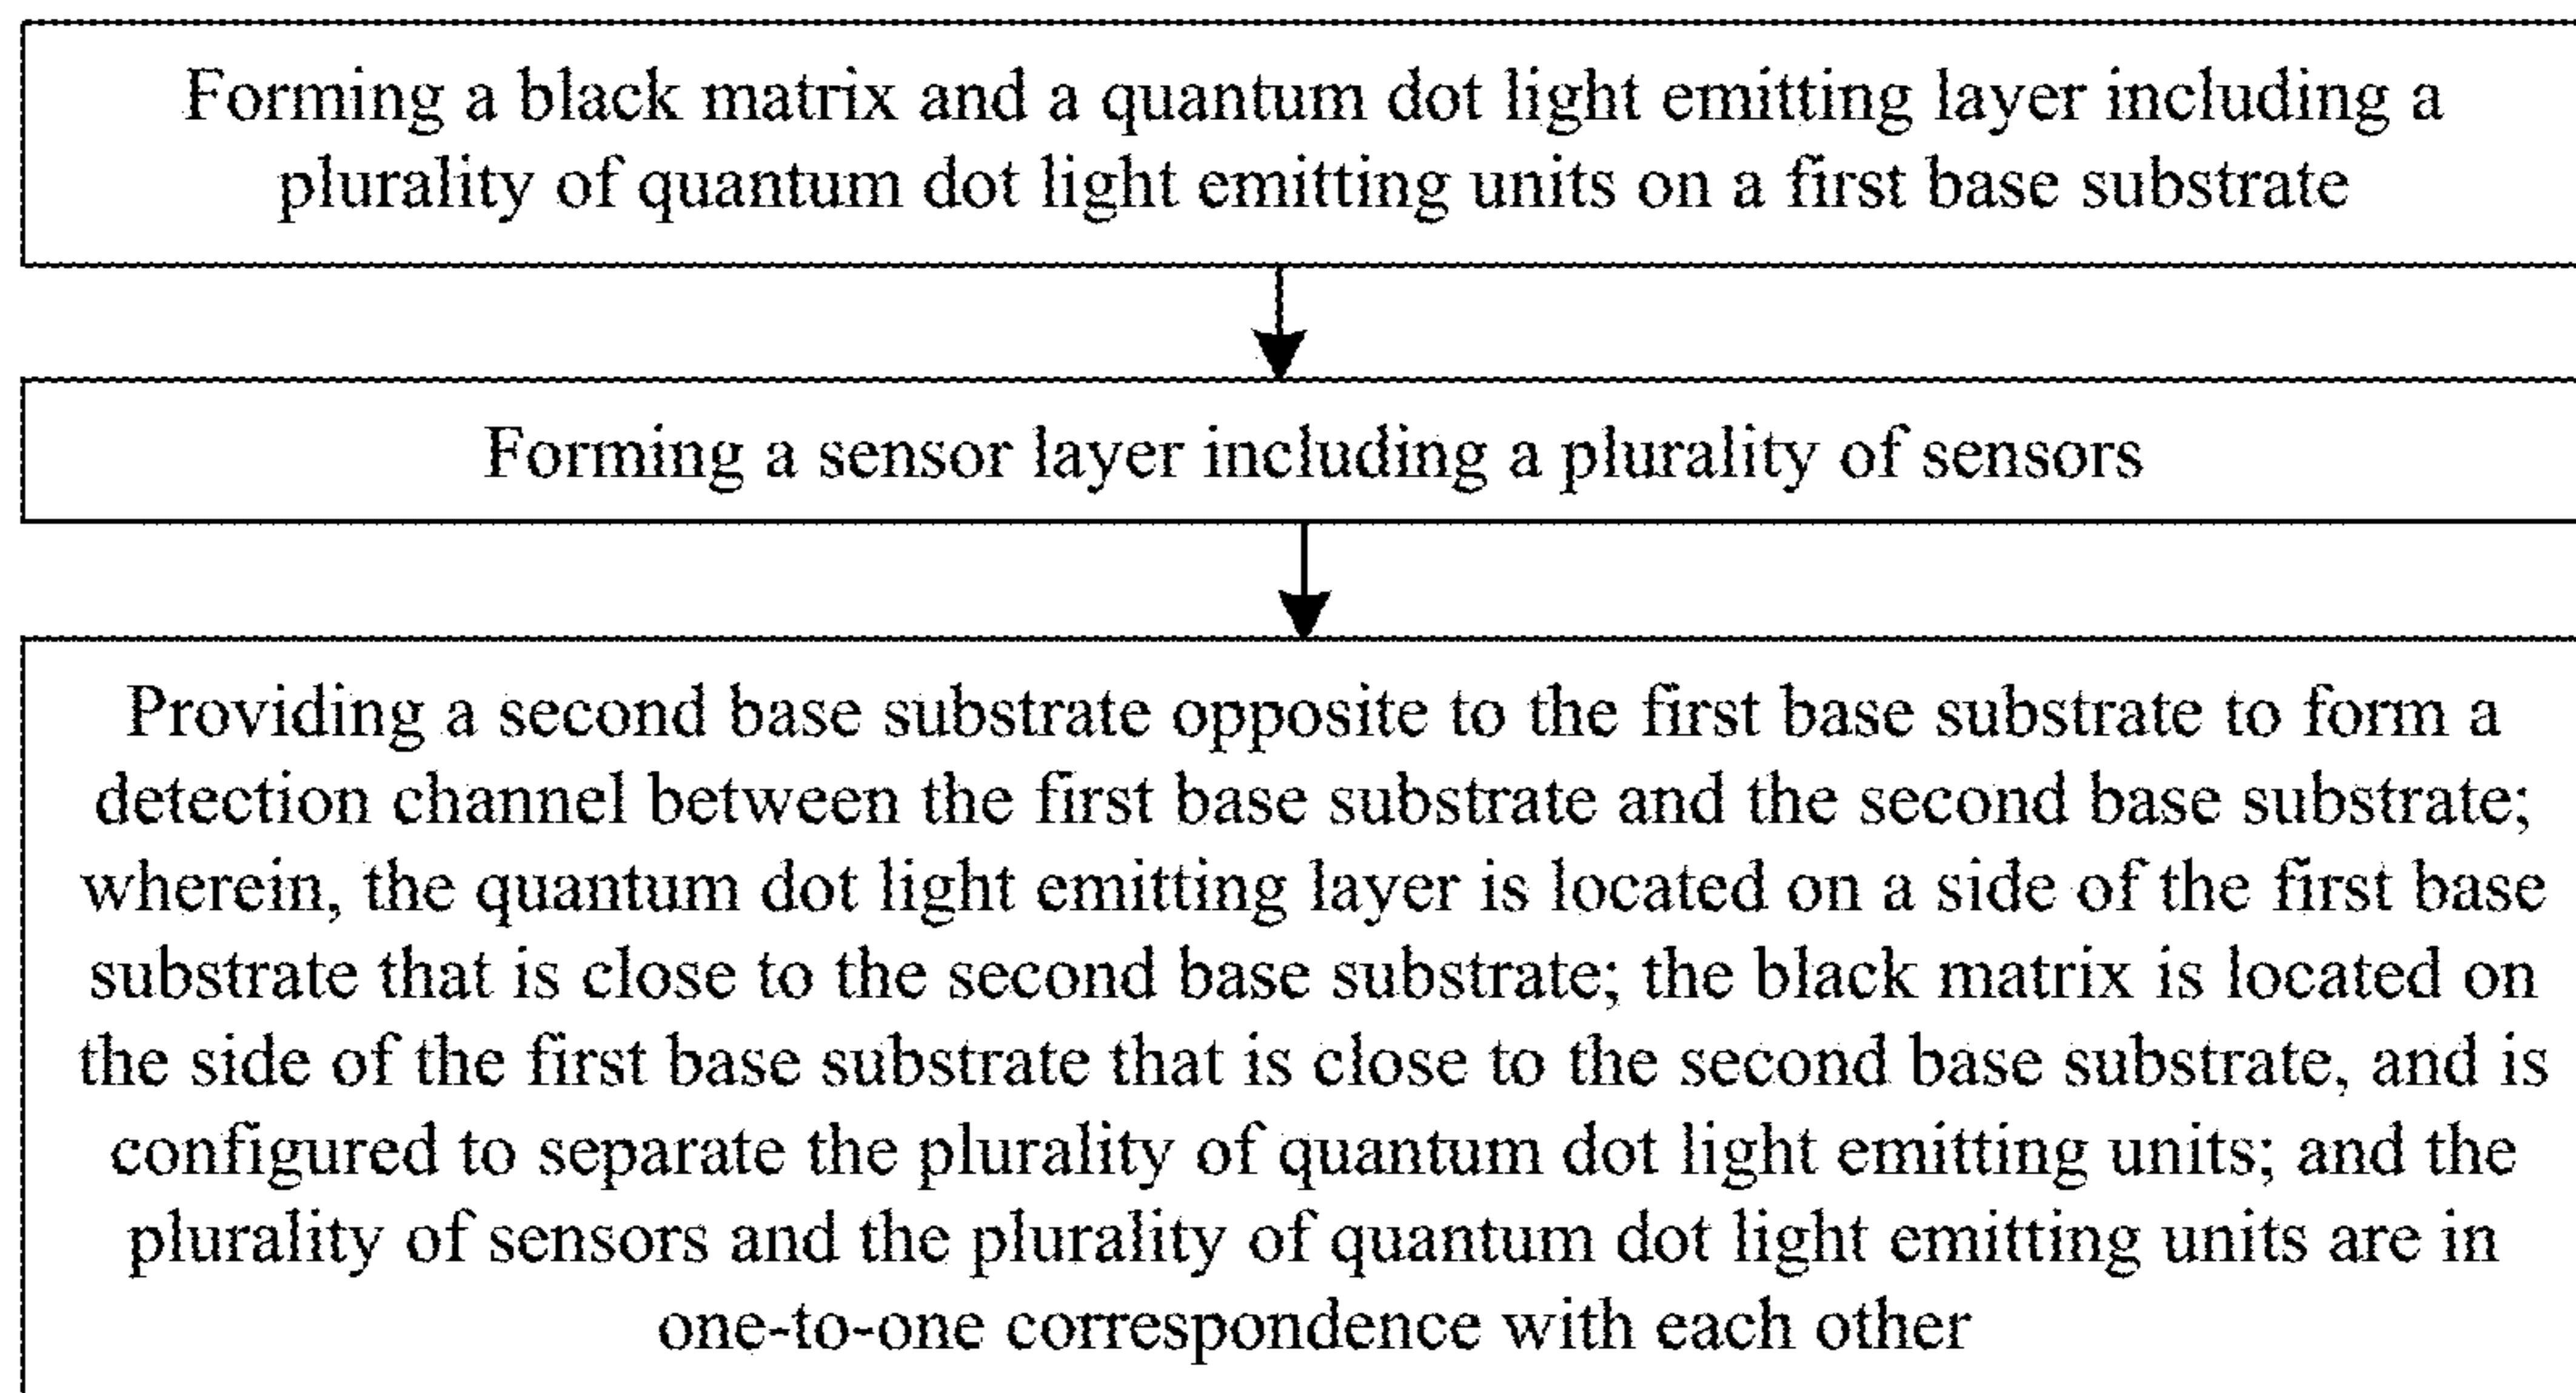 Forming a black matrix and a quantum dot light emitting layer including a
plurality of quantum dot light emitting units on a first base substrate
Forming a sensor layer including a plurality of sensors
Providing a second base substrate opposite to the first base substrate to form a
detection channel between the first base substrate and the second base substrate;
wherein, the quantum dot light emitting layer is located on a side of the first base
substrate that is close to the second base substrate; the black matrix is located on
the side of the first base substrate that is close to the second base substrate, and is
configured to separate the plurality of quantum dot light emitting units; and the
plurality of sensors and the plurality of quantum dot light emitting units are in
one-to-one correspondence with each other